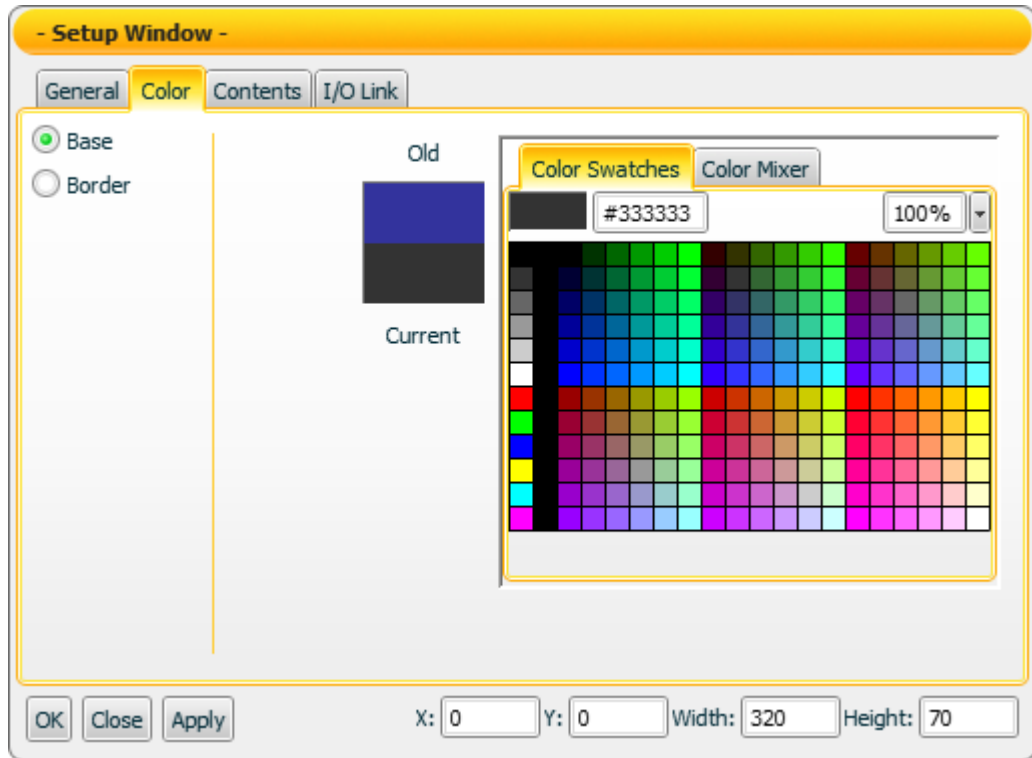 - Setup Window -
General Color Contents I/O Link
Base
Border
Old
Current
Color Swatches Color Mixer
#333333 100%
OK Close Apply X: 0 Y: 0 Width: 320 Height: 70